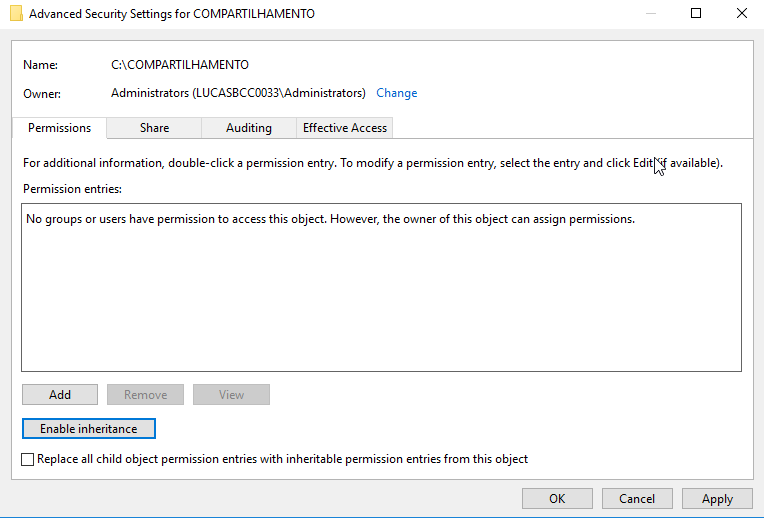 Advanced Security Settings for COMPARTILHAMENTO
Name: C:\COMPARTILHAMENTO
Owner: Administrators (LUCASBCC0033\Administrators) Change
Permissions Share Auditing Effective Access
For additional information, double-click a permission entry. To modify a permission entry, select the entry and click Edit (if available).
Permission entries:
No groups or users have permission to access this object. However, the owner of this object can assign permissions.
Add Remove View
Enable inheritance
Replace all child object permission entries with inheritable permission entries from this object
OK Cancel Apply